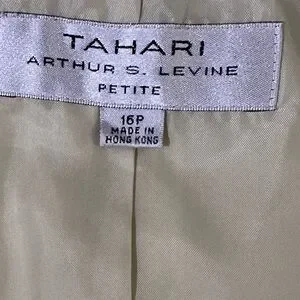 TAHARI
ARTHUR S. LEVINE
PETITE
16P
MADE IN
HONG KONG